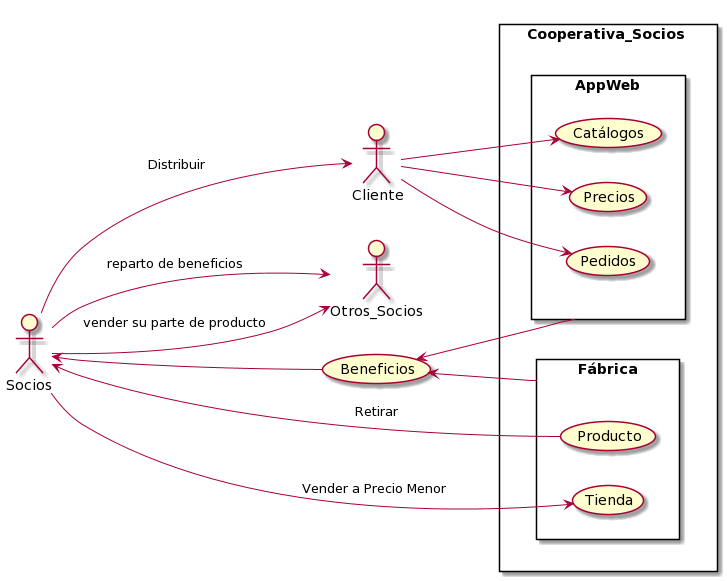 Cooperativa_Socios
AppWeb
Catálogos
Distribuir
Cliente
Precios
Pedidos
reparto de beneficios
Otros_Socios
vender su parte de producto
Socios
Beneficios
Fábrica
Retirar
Producto
Vender a Precio Menor
Tienda